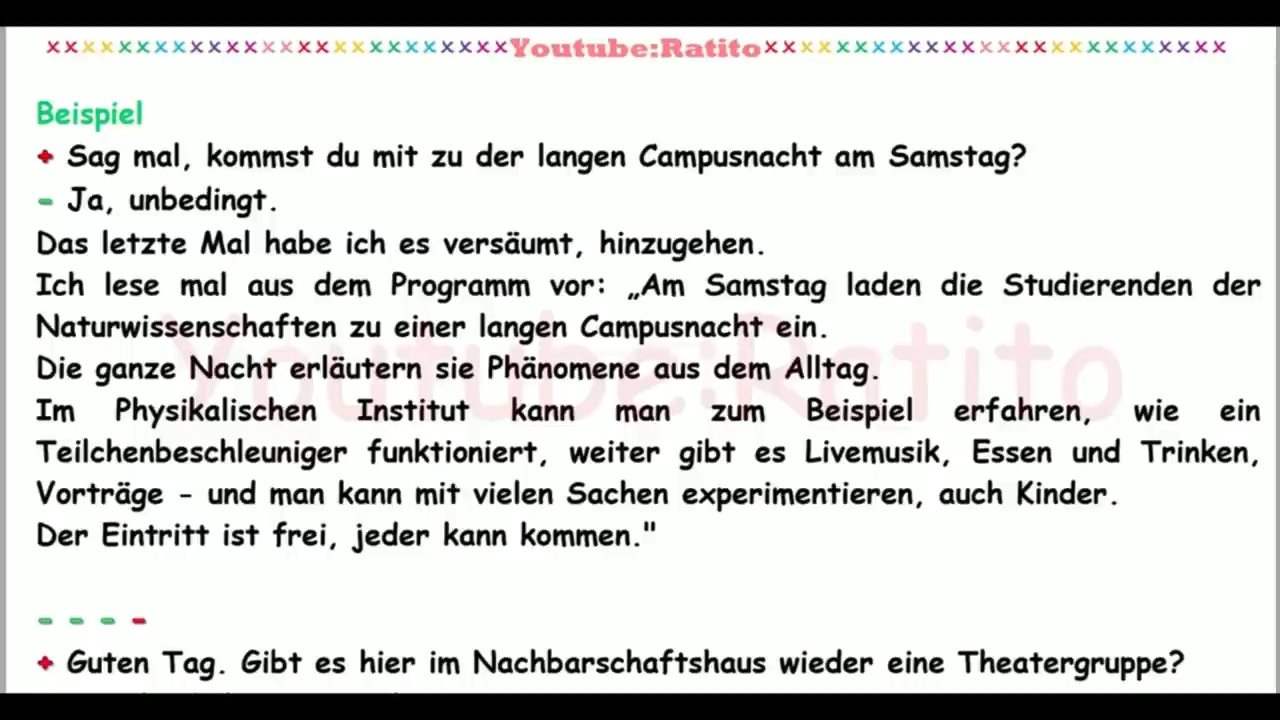 Youtube:Ratito
Beispiel
+ Sag mal, kommst du mit zu der langen Campusnacht am Samstag?
- Ja, unbedingt.
Das letzte Mal habe ich es versäumt, hinzugehen.
Ich lese mal aus dem Programm vor: „Am Samstag laden die Studierenden der
Naturwissenschaften zu einer langen Campusnacht ein.
Die ganze Nacht erläutern sie Phänomene aus dem Alltag.
Im Physikalischen Institut kann man zum Beispiel erfahren, wie ein
Teilchenbeschleuniger funktioniert, weiter gibt es Livemusik, Essen und Trinken,
Vorträge - und man kann mit vielen Sachen experimentieren, auch Kinder.
Der Eintritt ist frei, jeder kann kommen."
- - - -
+ Guten Tag. Gibt es hier im Nachbarschaftshaus wieder eine Theatergruppe?
Youtube:Ratito